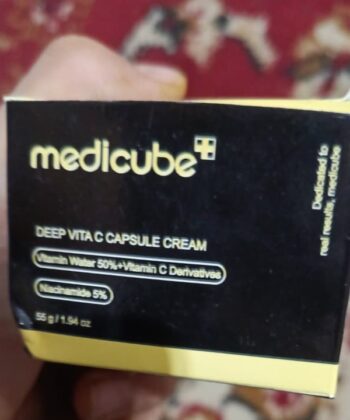 medicube+
DEEP VITA C CAPSULE CREAM
Vitamin Water 50%+Vitamin C Derivatives
Niacinamide 5%
55 g / 1.94 oz
Dedicated to
real results, medicube